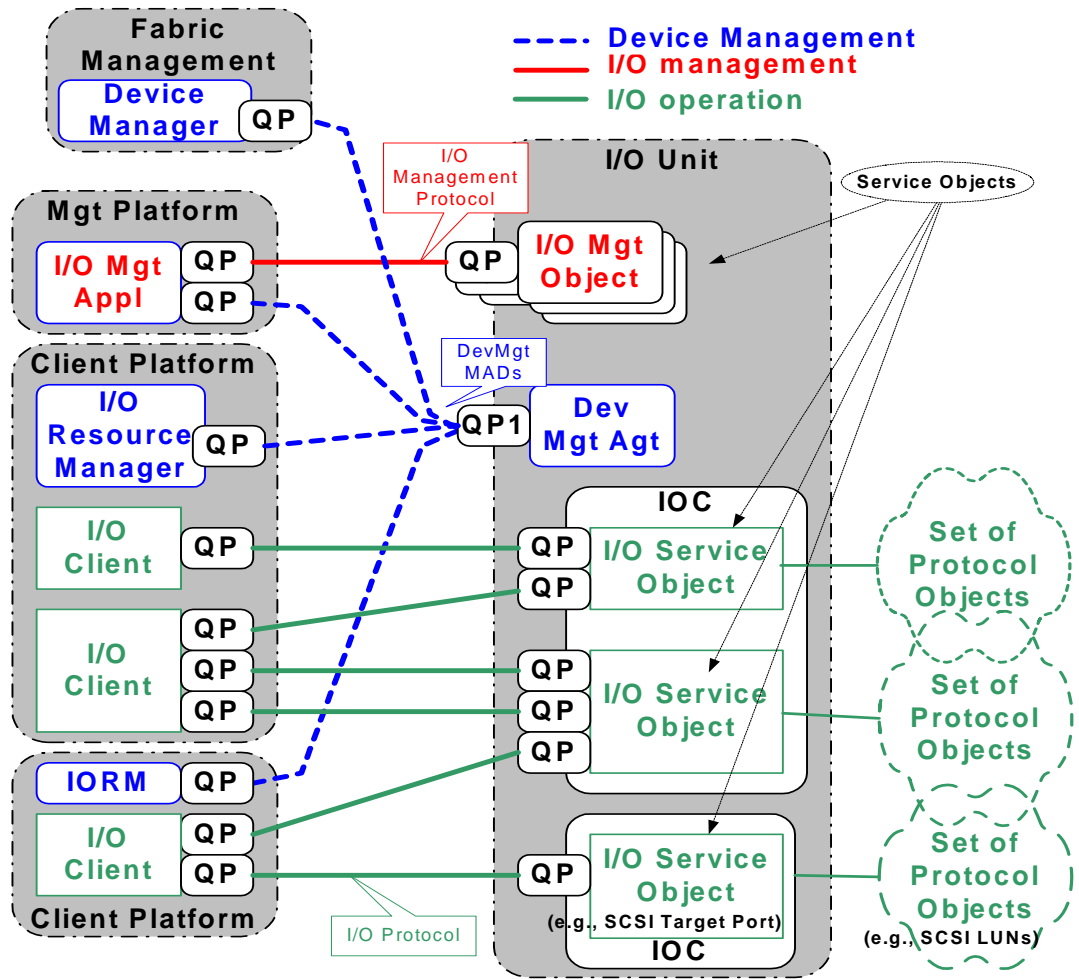 Fabric
Management
Device
Manager
QP
Device Management
I/O management
I/O operation
I/O
Management
Protocol
I/O Unit
Service Objects
Mgt Platform
I/O Mgt
Appl
QP
QP
QP
I/O Mgt
Object
Client Platform
I/O
Resource
Manager
QP
DevMgt
MADs
QP1
Dev
Mgt Agt
I/O
Client
QP
I/O
Client
QP
QP
QP
IOC
QP
QP
I/O Service
Object
QP
QP
QP
I/O Service
Object
Set of
Protocol
Objects
Set of
Protocol
Objects
IORM
QP
I/O
Client
QP
QP
Client Platform
I/O Protocol
QP
I/O Service
Object
(e.g., SCSI Target Port)
IOC
Set of
Protocol
Objects
(e.g., SCSI LUNs)